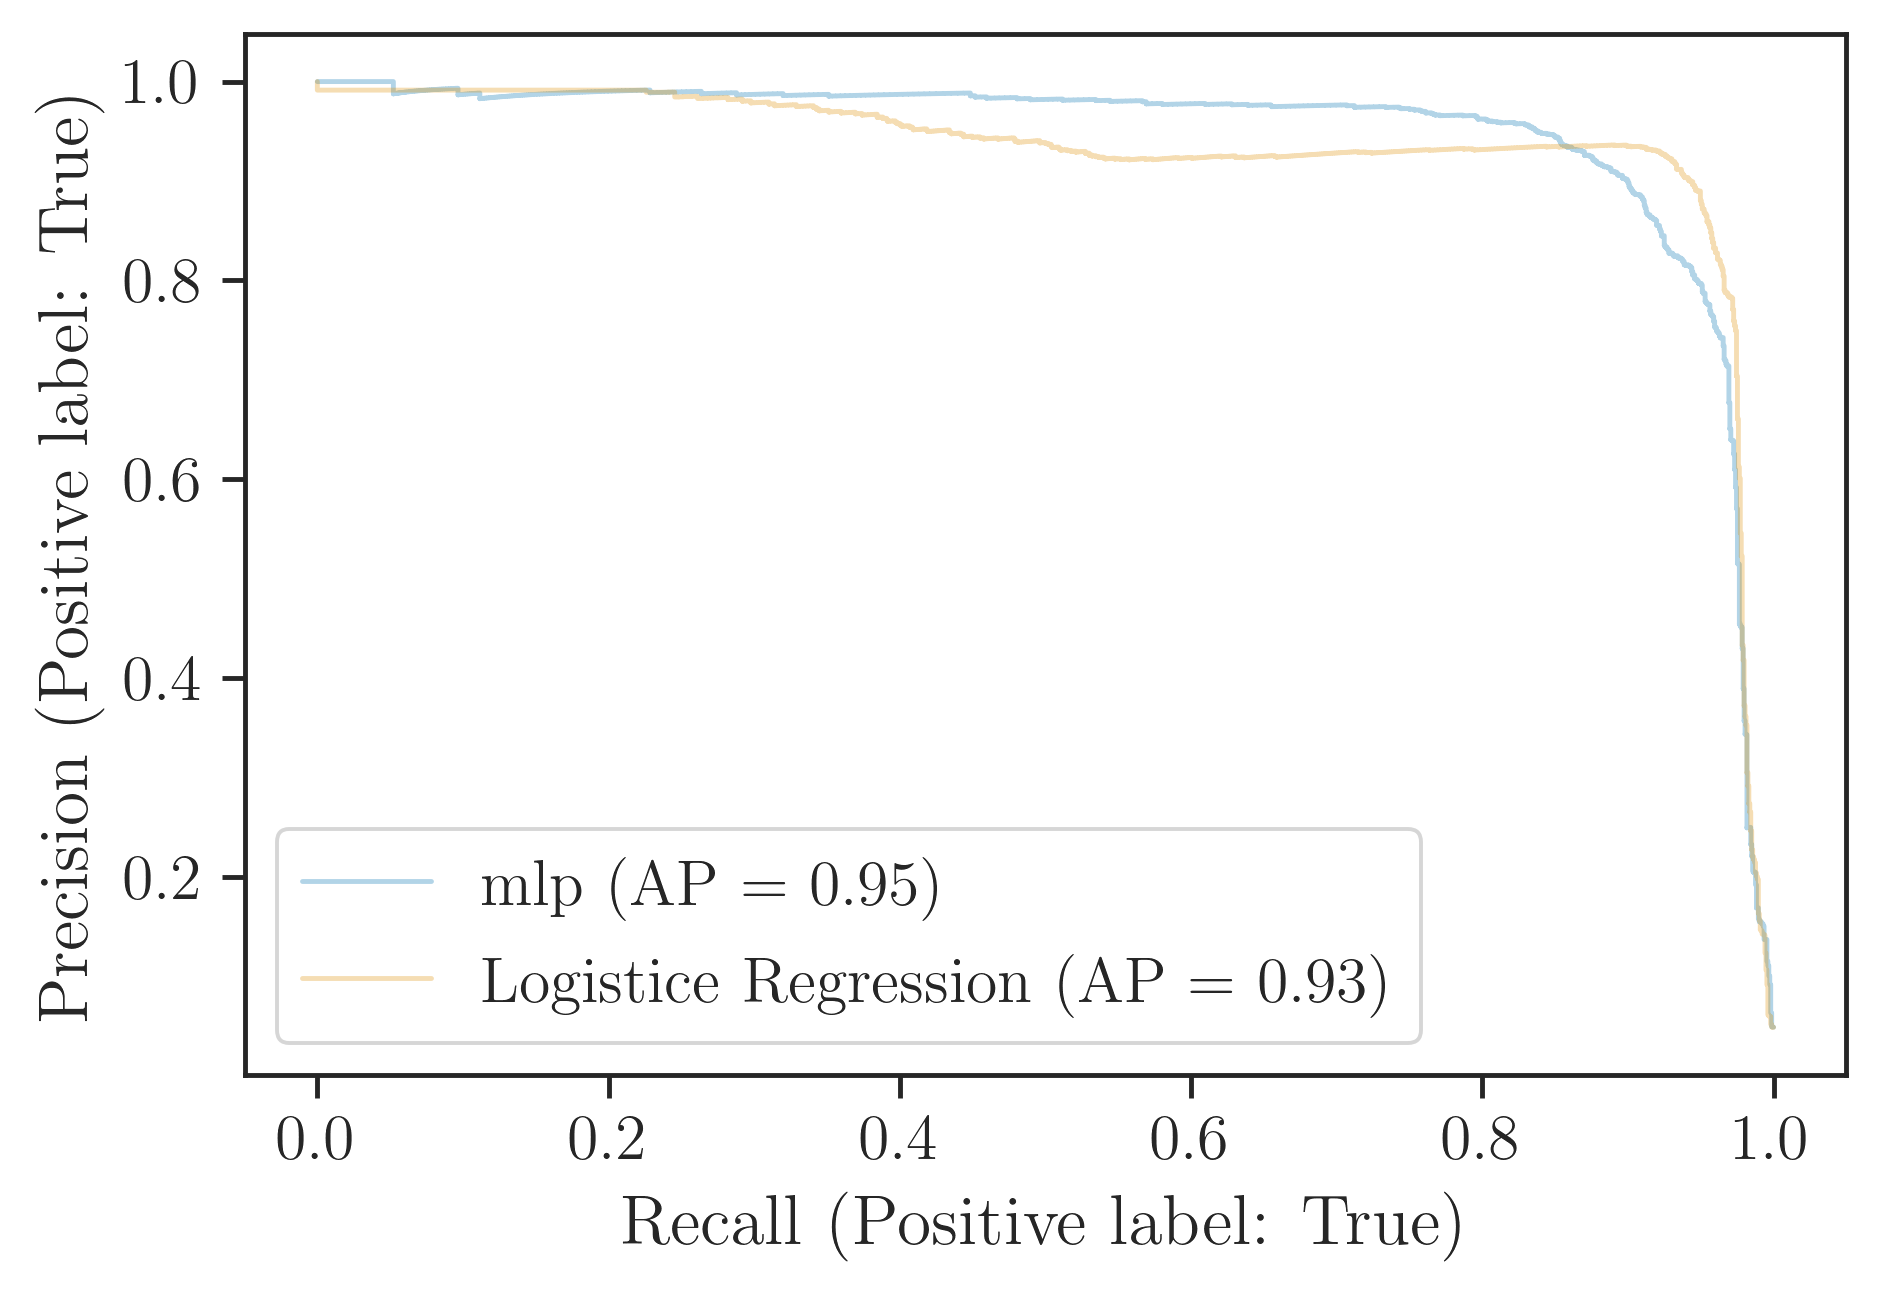 Precision (Positive label: True)
1.0
0.8
0.6
0.4
0.2
mlp (AP = 0.95)
Logistice Regression (AP = 0.93)
0.0 0.2 0.4 0.6 0.8 1.0
Recall (Positive label: True)